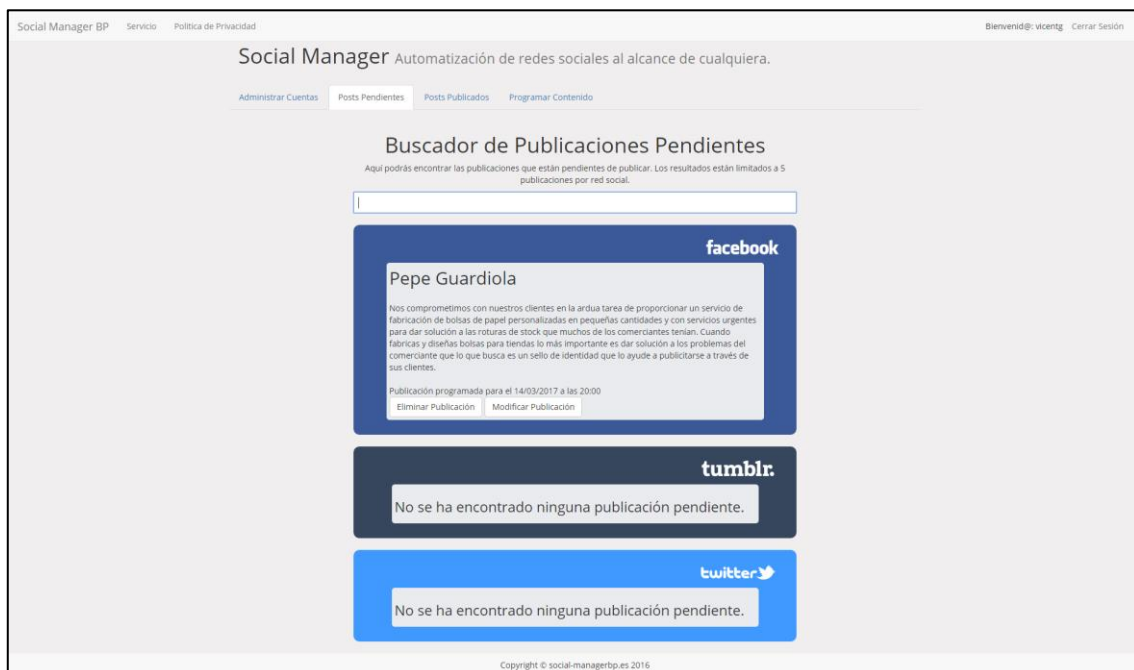 Social Manager BP Servicio Politica de Privacidad Bienvenid@: vicentg Cerrar Sesión
Social Manager Automatización de redes sociales al alcance de cualquiera.
Administrar Cuentas Posts Pendientes Posts Publicados Programar Contenido
Buscador de Publicaciones Pendientes
Aquí podrás encontrar las publicaciones que están pendientes de publicar. Los resultados están limitados a 5
publicaciones por red social.
facebook
Pepe Guardiola
Nos comprometimos con nuestros clientes en la ardua tarea de proporcionar un servicio de
fabricación de bolsas de papel personalizadas en pequeñas cantidades y con servicios urgentes
para dar solución a las roturas de stock que muchos de los comerciantes tenían. Cuando
fabricas y diseñas bolsas para tiendas lo más importante es dar solución a los problemas del
comerciante que lo que busca es un sello de identidad que lo ayude a publicitarse a través de
sus clientes.
Publicación programada para el 14/03/2017 a las 20:00
Eliminar Publicación Modificar Publicación
tumblr.
No se ha encontrado ninguna publicación pendiente.
twitter
No se ha encontrado ninguna publicación pendiente.
Copyright © social-managerbp.es 2016